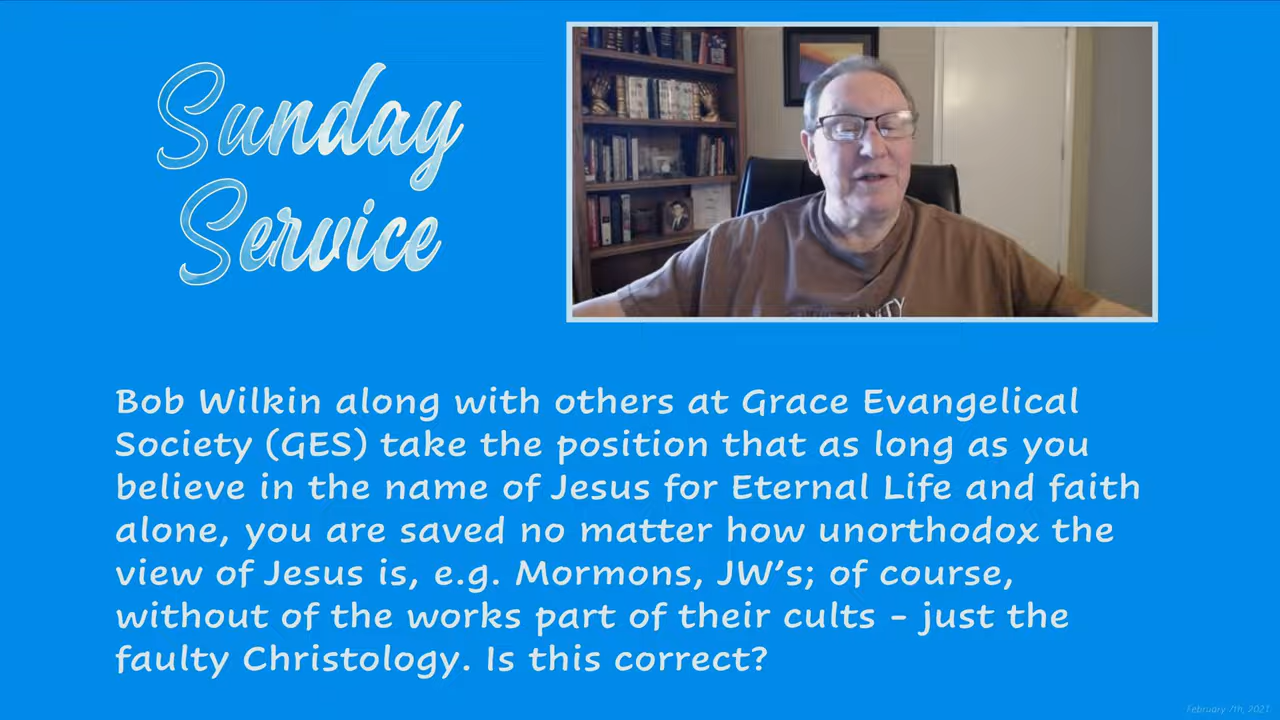 Sunday
Service
Bob Wilkin along with others at Grace Evangelical
Society (GES) take the position that as long as you
believe in the name of Jesus for Eternal Life and faith
alone, you are saved no matter how unorthodox the
view of Jesus is, e.g. Mormons, JW's; of course,
without of the works part of their cults - just the
faulty Christology. Is this correct?
February 7th, 2021